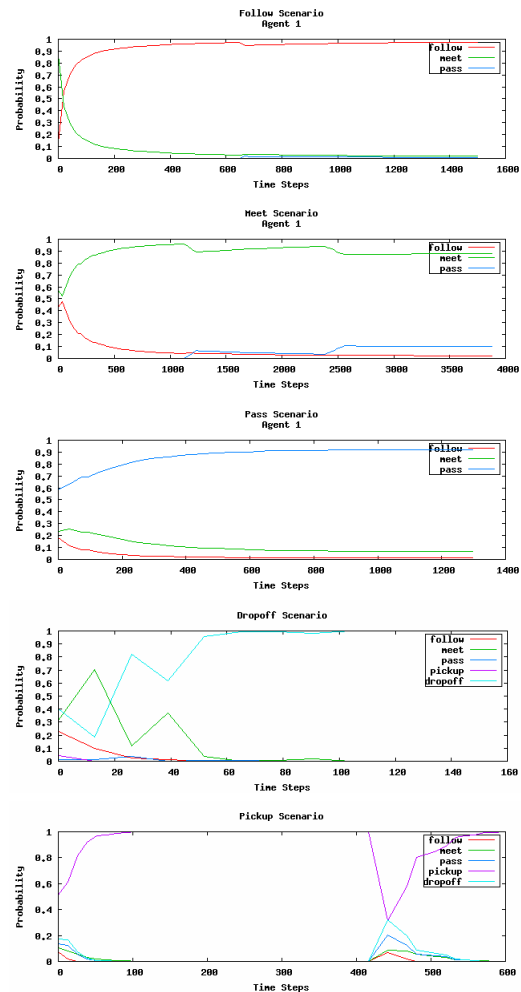 Follow Scenario
Agent 1
Probability
1
0.9
0.8
0.7
0.6
0.5
0.4
0.3
0.2
0.1
0
follow
meet
pass
0 200 400 600 800 1000 1200 1400 1600
Time Steps
Meet Scenario
Agent 1
Probability
1
0.9
0.8
0.7
0.6
0.5
0.4
0.3
0.2
0.1
0
follow
meet
pass
0 500 1000 1500 2000 2500 3000 3500 4000
Time Steps
Pass Scenario
Agent 1
Probability
1
0.9
0.8
0.7
0.6
0.5
0.4
0.3
0.2
0.1
0
follow
meet
pass
0 200 400 600 800 1000 1200 1400
Time Steps
Dropoff Scenario
Probability
1
0.9
0.8
0.7
0.6
0.5
0.4
0.3
0.2
0.1
0
follow
meet
pass
pickup
dropoff
0 20 40 60 80 100 120 140 160
Time Steps
Pickup Scenario
Probability
1
0.8
0.6
0.4
0.2
0
follow
meet
pass
pickup
dropoff
0 100 200 300 400 500 600
Time Steps